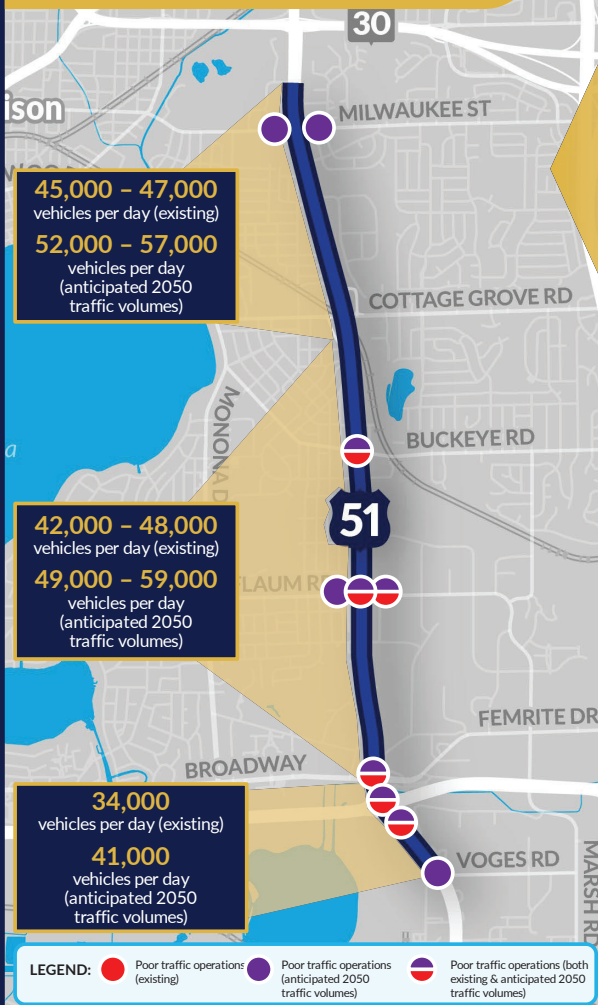 30
ison
MILWAUKEE ST
45,000 – 47,000
vehicles per day (existing)
52,000 – 57,000
vehicles per day
(anticipated 2050
traffic volumes)
COTTAGE GROVE RD
MONONA D
BUCKEYE RD
a
51
42,000 – 48,000
vehicles per day (existing)
49,000 – 59,000
vehicles per day
(anticipated 2050
traffic volumes)
FLAUM R
FEMRITE DR
BROADWAY
34,000
vehicles per day (existing)
41,000
vehicles per day
(anticipated 2050
traffic volumes)
VOGES RD
MARSH RD
LEGEND:
Poor traffic operations
(existing)
Poor traffic operations
(anticipated 2050
traffic volumes)
Poor traffic operations (both
existing & anticipated 2050
traffic volumes)